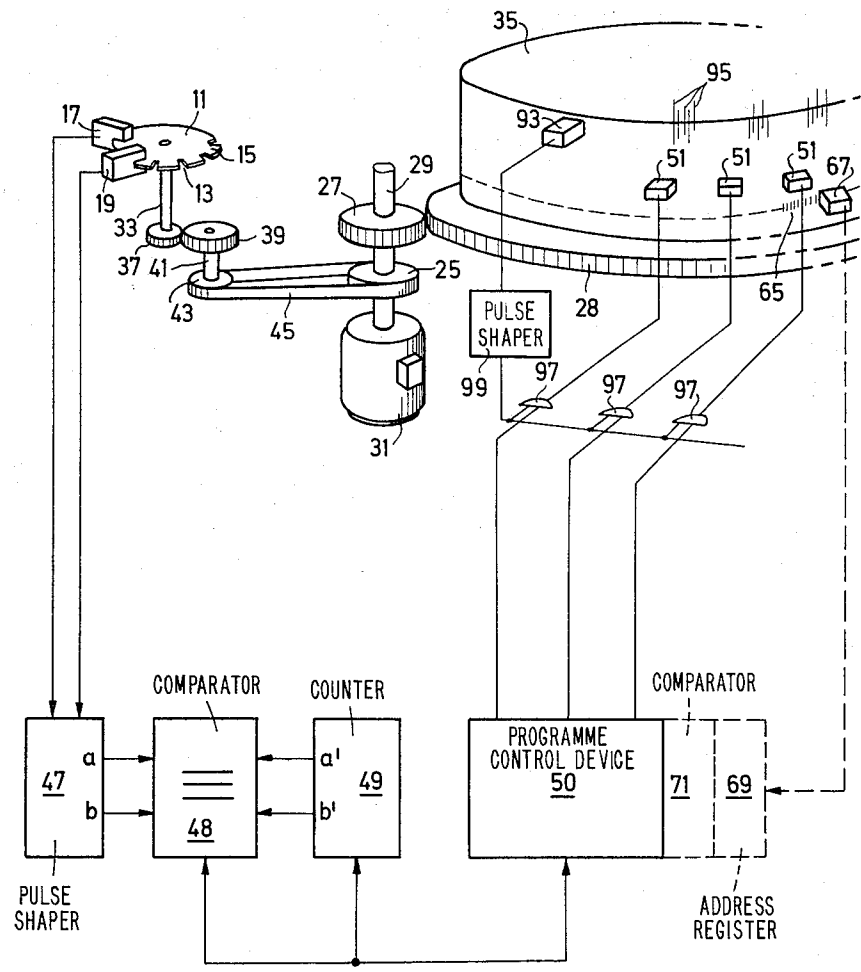 35
95
17
11
93
51
51
51
67
15
29
27
19
13
33
39
25
37
41
28
65
43
45
PULSE
SHAPER
99
97
97
97
31
COMPARATOR
COUNTER
COMPARATOR
a
a'
PROGRAMME
CONTROL DEVICE
47
49
50
71
69
b
b'
48
PULSE
SHAPER
ADDRESS
REGISTER